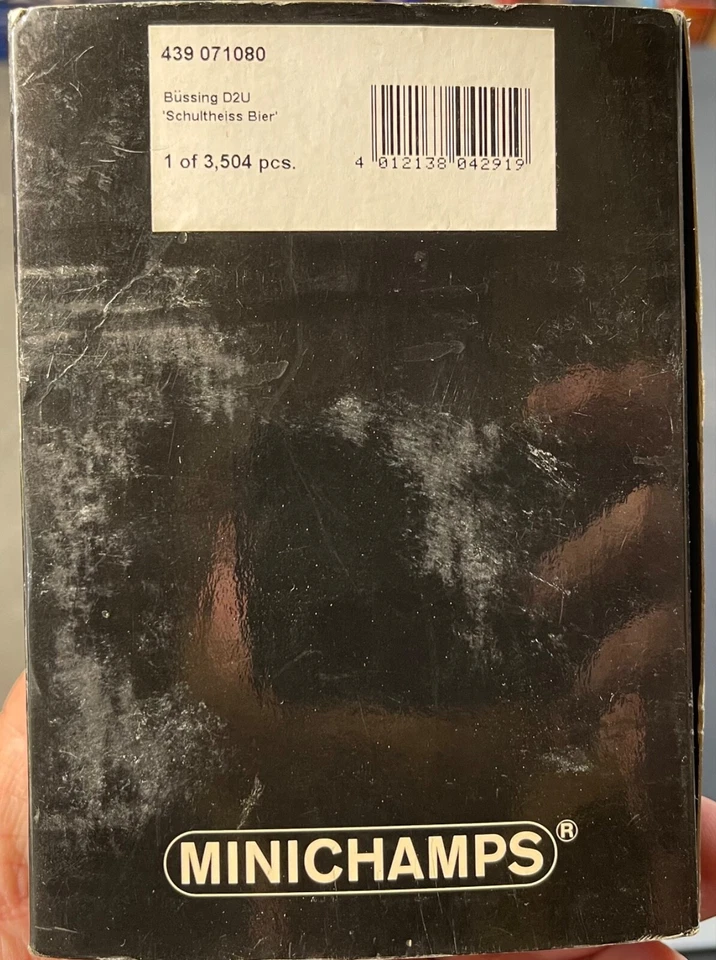 439 071080
Büssing D2U
'Schultheiss Bier'
1 of 3,504 pcs.
4 012138 042919
MINICHAMPS®